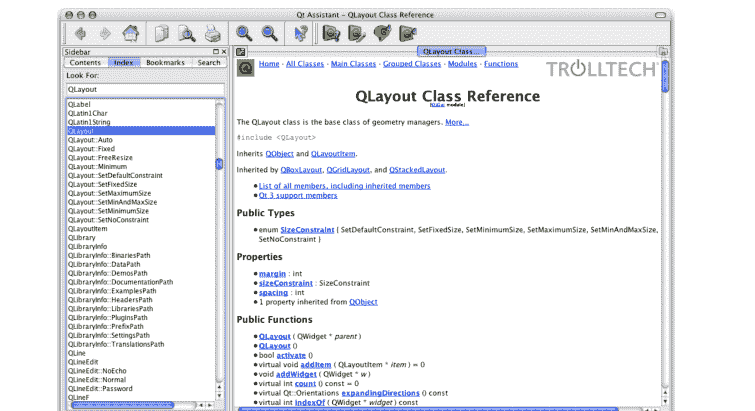 Qt Assistant - QLayout Class Reference
Sidebar
Contents Index Bookmarks Search
Look For:
QLayout
QLabel
QLatin1Char
QLatin1String
QLayout
QLayout::Auto
QLayout::Fixed
QLayout::FreeResize
QLayout::Minimum
QLayout::SetDefaultConstraint
QLayout::SetFixedSize
QLayout::SetMaximumSize
QLayout::SetMinAndMaxSize
QLayout::SetMinimumSize
QLayout::SetNoConstraint
QLayoutItem
QLibrary
QLibraryInfo
QLibraryInfo::BinariesPath
QLibraryInfo::DataPath
QLibraryInfo::DemosPath
QLibraryInfo::DocumentationPath
QLibraryInfo::ExamplesPath
QLibraryInfo::HeadersPath
QLibraryInfo::LibrariesPath
QLibraryInfo::PluginsPath
QLibraryInfo::PrefixPath
QLibraryInfo::SettingsPath
QLibraryInfo::TranslationsPath
QLine
QLineEdit
QLineEdit::NoEcho
QLineEdit::Normal
QLineEdit::Password
QLineF
QLayout Class...
Home · All Classes · Main Classes · Grouped Classes · Modules · Functions
TROLLTECH
QLayout Class Reference
[QtGui module]
The QLayout class is the base class of geometry managers. More...
#include <QLayout>
Inherits QObject and QLayoutItem.
Inherited by QBoxLayout, QGridLayout, and QStackedLayout.
• List of all members, including inherited members
• Qt 3 support members
Public Types
• enum SizeConstraint { SetDefaultConstraint, SetFixedSize, SetMinimumSize, SetMaximumSize, SetMinAndMaxSize,
SetNoConstraint }
Properties
• margin : int
• sizeConstraint : SizeConstraint
• spacing : int
• 1 property inherited from QObject
Public Functions
• QLayout ( QWidget * parent )
• QLayout ()
• bool activate ()
• virtual void addItem ( QLayoutItem * item ) = 0
• void addWidget ( QWidget * w )
• virtual int count () const = 0
• virtual Qt::Orientations expandingDirections () const
• virtual int indexOf ( QWidget * widget ) const